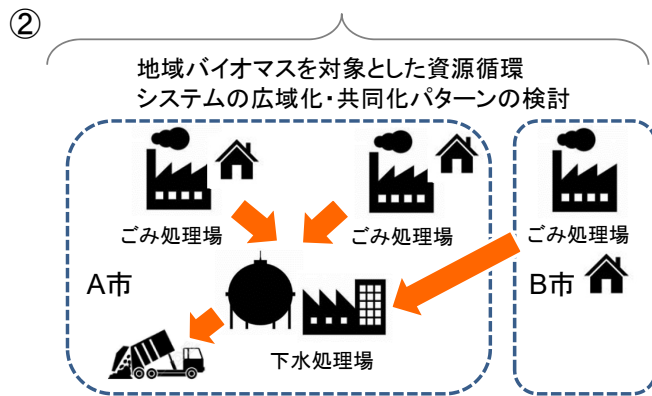 ②
地域バイオマスを対象とした資源循環
システムの広域化・共同化パターンの検討
ごみ処理場
ごみ処理場
ごみ処理場
A市
B市
下水処理場